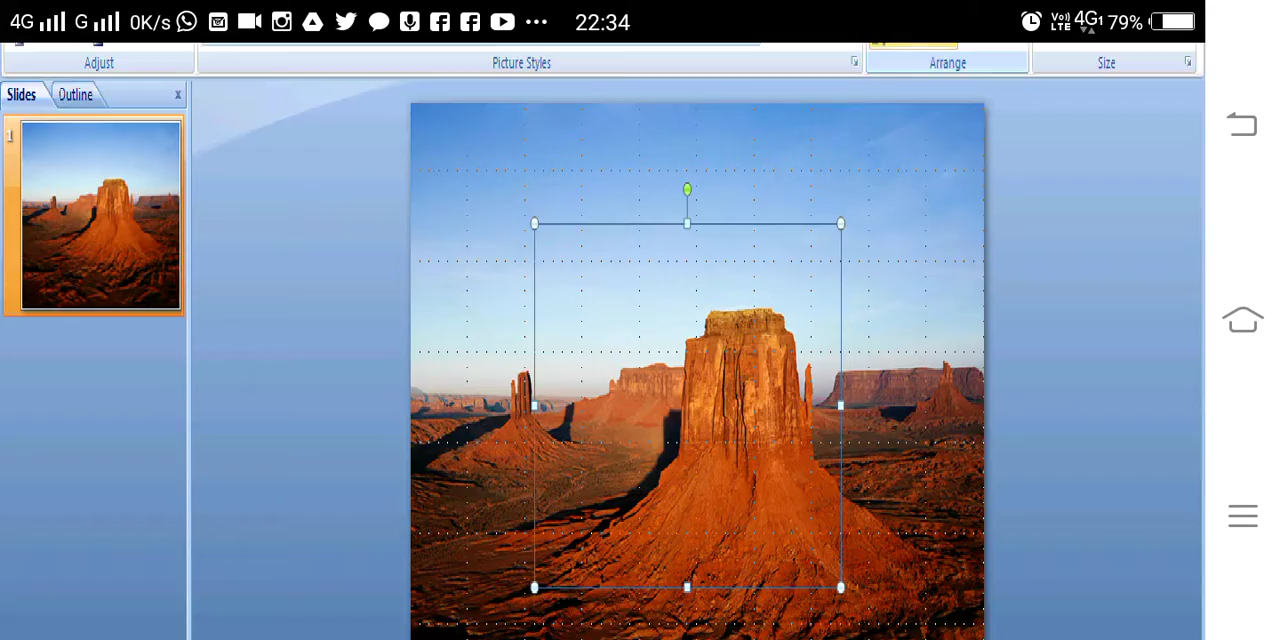 4G G 0K/s 22:34 Vo) LTE 4G1 79%
Adjust Picture Styles Arrange Size
Slides Outline x
1